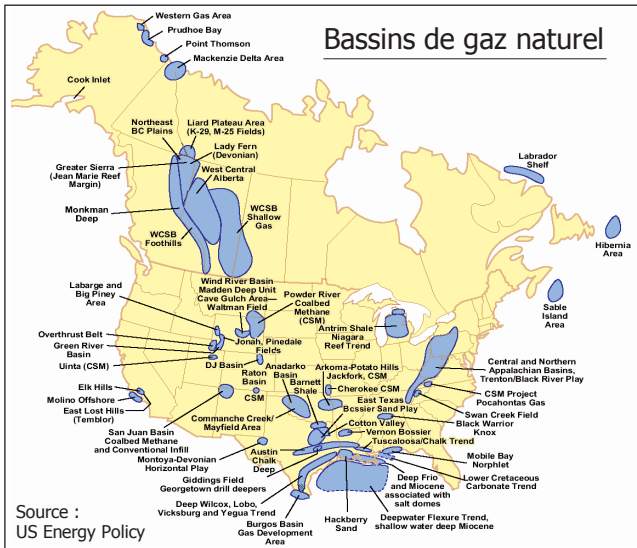 Bassins de gaz naturel
Western Gas Area
Prudhoe Bay
Point Thomson
Mackenzie Delta Area
Cook Inlet
Northeast
BC Plains
Liard Plateau Area
(K-29, M-25 Fields)
Lady Fern
(Devonian)
Greater Sierra
(Jean Marie Reef
Margin)
West Central
Alberta
Monkman
Deep
WCSB
Foothills
WCSB
Shallow
Gas
Labrador
Shelf
Hibernia
Area
Sable
Island Area
Labarge and
Big Piney
Area
Wind River Basin
Madden Deep Unit
Cave Gulch Area—
Waltman Field
Powder River
Coalbed
Methane
(CSM)
Antrim Shale
Niagara
Reef Trend
Overthrust Belt
Green River
Basin
Uinta (CSM)
Jonah, Pinedale
Fields
DJ Basin
Raton
Basin
CSM
Anadarko
Basin
Barnett
Shale
Arkoma-Potato Hills
Jackfork, CSM
Cherokee CSM
Central and Northern
Appalachian Basins,
Trenton/Black River Play
CSM Project
Pocahontas Gas
Swan Creek Field
Black Warrior
Knox
Elk Hills
Molino Offshore
East Lost Hills
(Temblor)
San Juan Basin
Coalbed Methane
and Conventional Infill
Commanche Creek/
Mayfield Area
East Texas
Bossier Sand Play
Cotton Valley
Vernon Bossier
Tuscaloosa/Chalk Trend
Montoya-Devonian
Horizontal Play
Austin
Chalk
Deep
Mobile Bay
Norphlet
Lower Cretaceous
Carbonate Trend
Giddings Field
Georgetown drill deepers
Deep Frio and
Miocene
associated with
salt domes
Deep Wilcox, Lobo,
Vicksburg and Yegua Trend
Hackberry
Sand
Deepwater Flexure Trend,
shallow water deep Miocene
Burgos Basin
Gas Development
Area
Source :
US Energy Policy